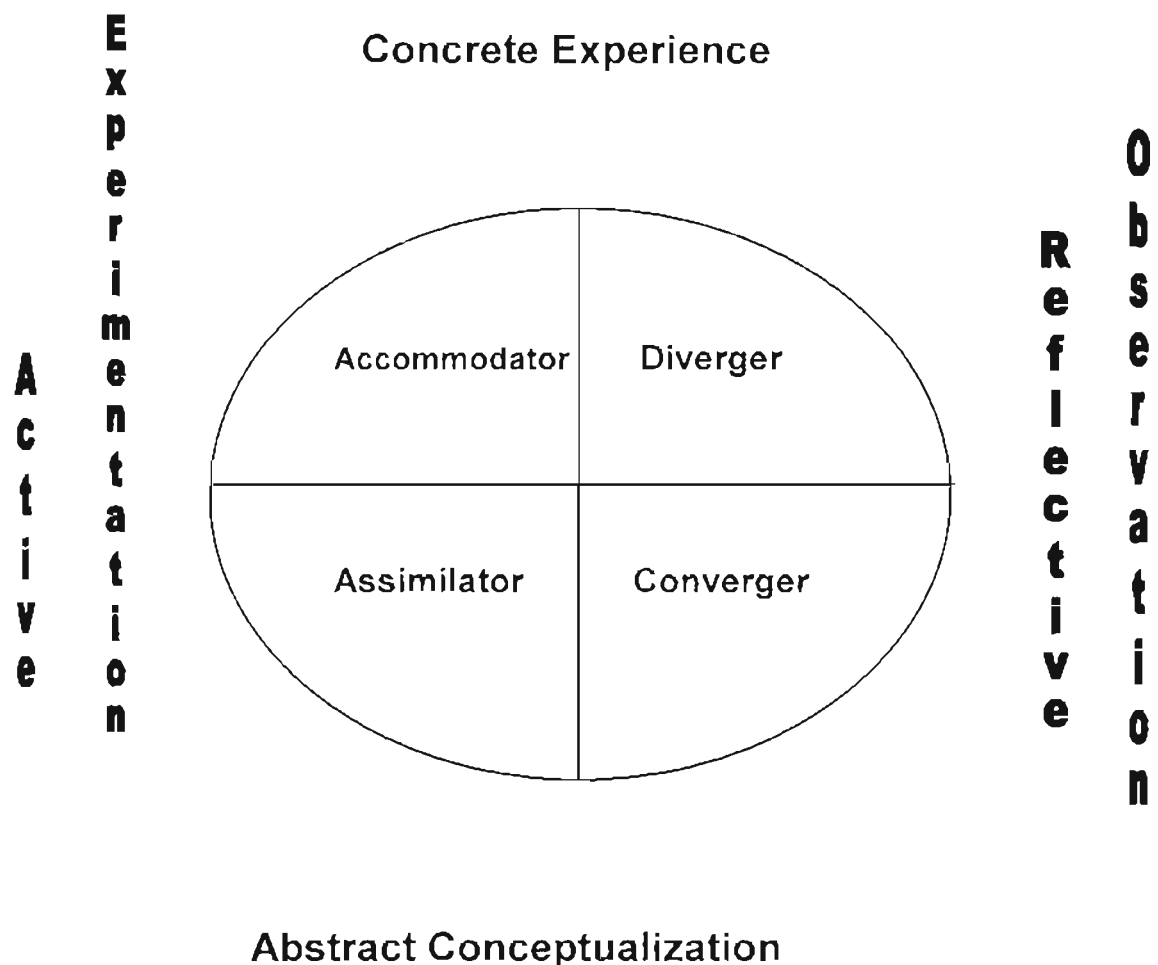 Concrete Experience
Active
Experimentation
Accommodator
Diverger
Assimilator
Converger
Reflective
Observation
Abstract Conceptualization